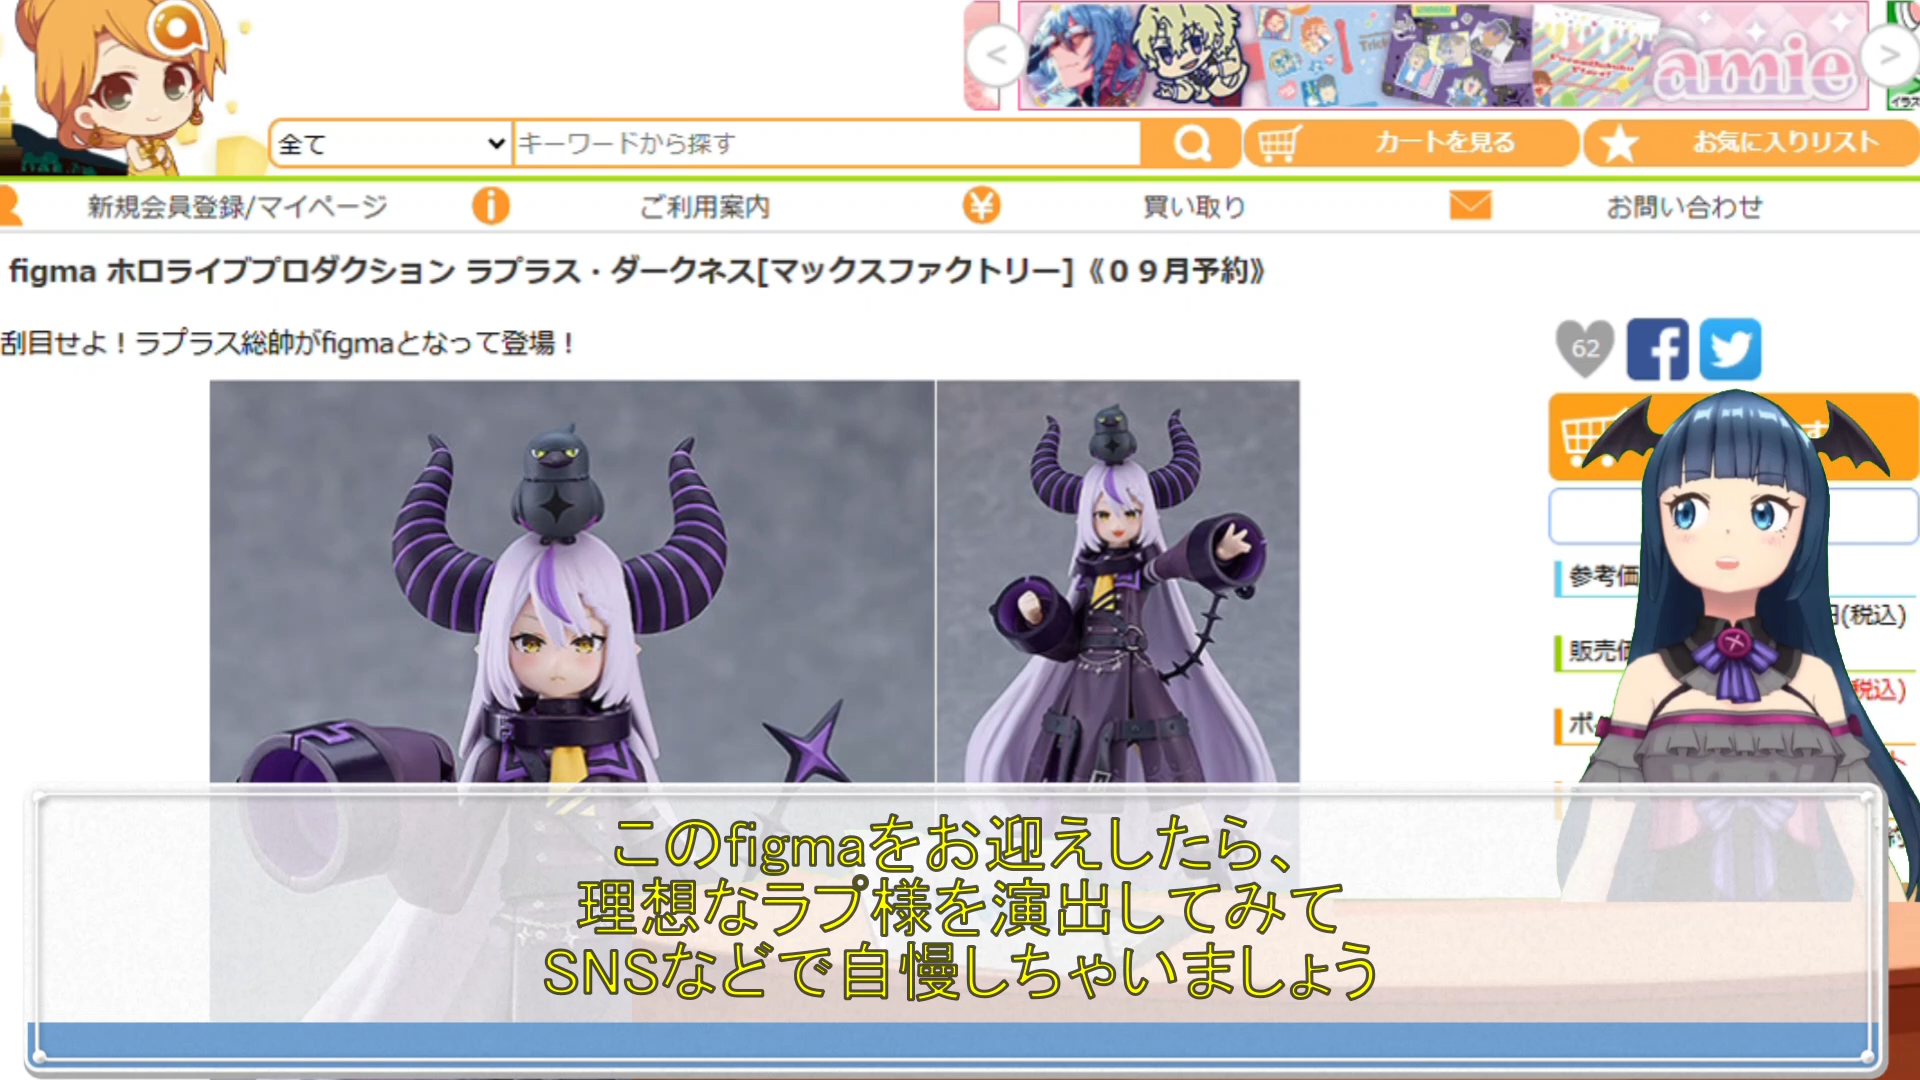 amie
イラス
全て
キーワードから探す
カートを見る
お気に入りリスト
新規会員登録/マイページ
ご利用案内
買い取り
お問い合わせ
figma ホロライブプロダクション ラプラス・ダークネス[マックスファクトリー]《09月予約》
刮目せよ！ラプラス総帥がfigmaとなって登場！
62
す
参考価
円(税込)
販売価
税込)
ポ
このfigmaをお迎えしたら、
理想なラプ様を演出してみて
SNSなどで自慢しちゃいましょう